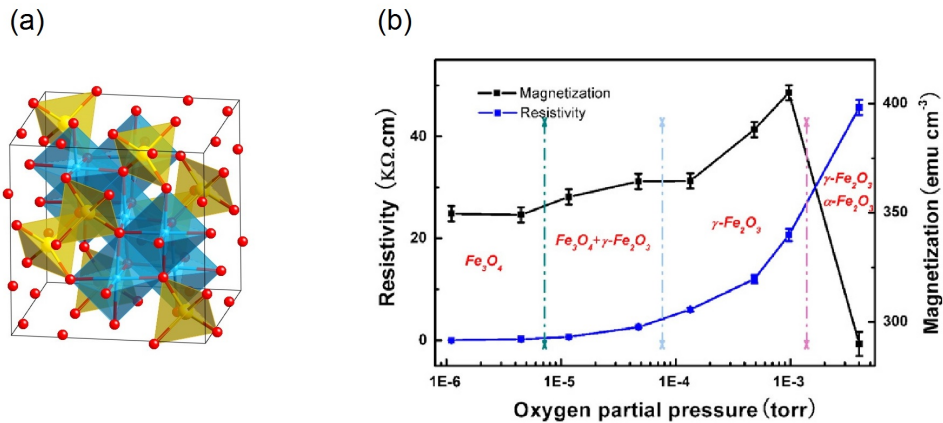 (a)
(b)
Magnetization
Resistivity
Resistivity (KΩ.cm)
40
20
0
Magnetization (emu cm⁻³)
400
350
300
290
Fe₃O₄
Fe₃O₄+γ-Fe₂O₃
γ-Fe₂O₃
γ-Fe₂O₃
α-Fe₂O₃
1E-6
1E-5
1E-4
1E-3
Oxygen partial pressure (torr)